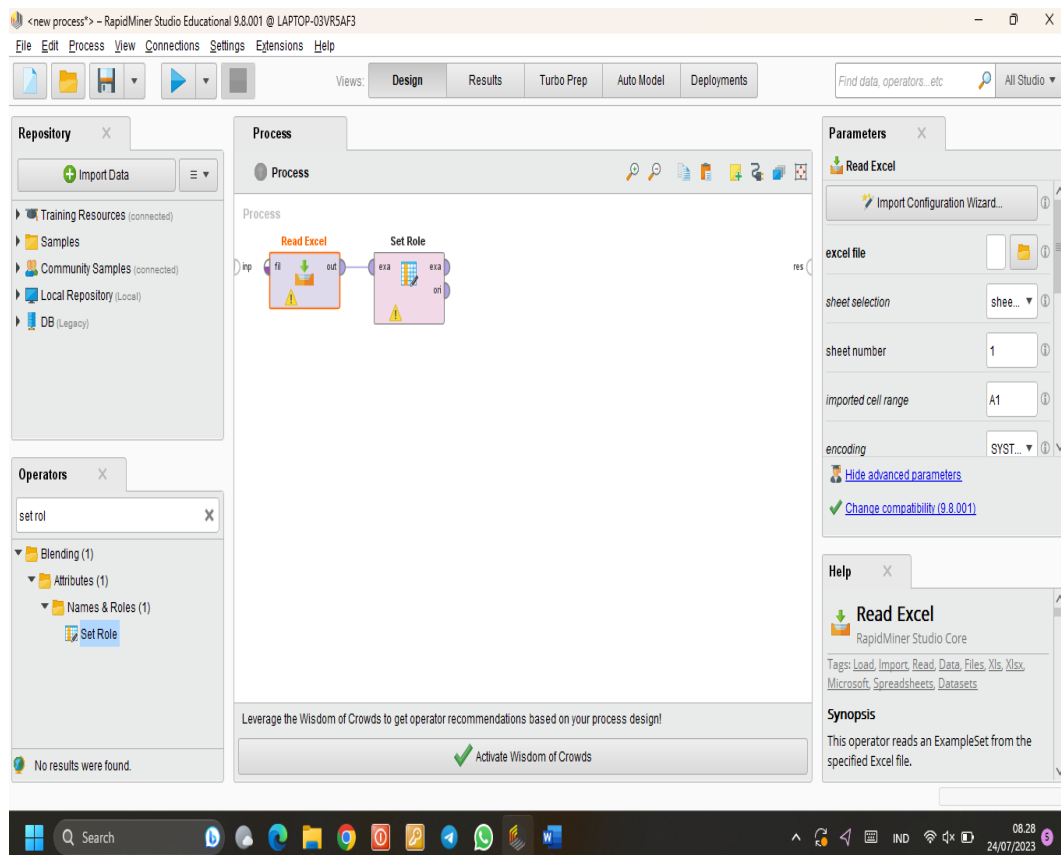 <new process*> – RapidMiner Studio Educational 9.8.001 @ LAPTOP-03VR5AF3
File Edit Process View Connections Settings Extensions Help
Views: Design Results Turbo Prep Auto Model Deployments
Find data, operators...etc
All Studio
Repository
Import Data
Training Resources (connected)
Samples
Community Samples (connected)
Local Repository (Local)
DB (Legacy)
Operators
set rol
Blending (1)
Attributes (1)
Names & Roles (1)
Set Role
No results were found.
Process
Process
Process
Read Excel
Set Role
inp
fil
out
exa
exa
ori
res
Leverage the Wisdom of Crowds to get operator recommendations based on your process design!
Activate Wisdom of Crowds
Parameters
Read Excel
Import Configuration Wizard...
excel file
sheet selection
shee...
sheet number
1
imported cell range
A1
encoding
SYST...
Hide advanced parameters
Change compatibility (9.8.001)
Help
Read Excel
RapidMiner Studio Core
Tags: Load, Import, Read, Data, Files, Xls, Xlsx,
Microsoft, Spreadsheets, Datasets
Synopsis
This operator reads an ExampleSet from the
specified Excel file.
Search
IND
08.28
24/07/2023
5